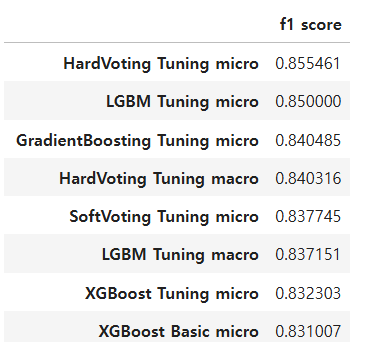 f1 score
HardVoting Tuning micro 0.855461
LGBM Tuning micro 0.850000
GradientBoosting Tuning micro 0.840485
HardVoting Tuning macro 0.840316
SoftVoting Tuning micro 0.837745
LGBM Tuning macro 0.837151
XGBoost Tuning micro 0.832303
XGBoost Basic micro 0.831007